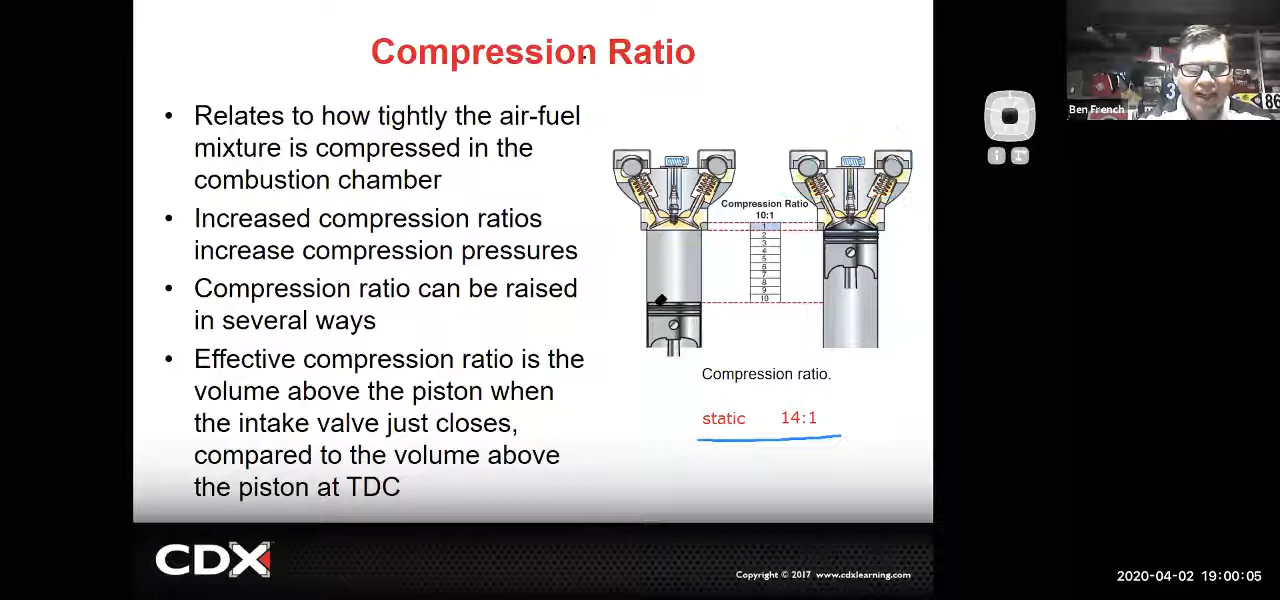 Compression Ratio
• Relates to how tightly the air-fuel
mixture is compressed in the
combustion chamber
• Increased compression ratios
increase compression pressures
• Compression ratio can be raised
in several ways
• Effective compression ratio is the
volume above the piston when
the intake valve just closes,
compared to the volume above
the piston at TDC
Compression Ratio
10:1
1
2
3
4
5
6
7
8
9
10
Compression ratio.
static 14:1
CDX
Copyright © 2017 www.cdxlearning.com
Ben French
3
86
2020-04-02 19:00:05